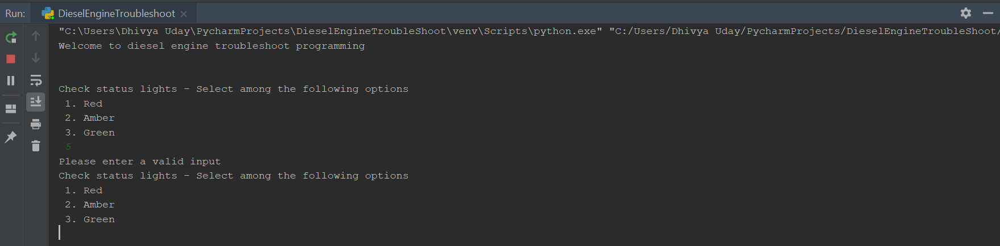 Run: DieselEngineTroubleshoot
"C:\Users\Dhivya Uday\PycharmProjects\DieselEngineTroubleShoot\venv\Scripts\python.exe" "C:/Users/Dhivya Uday/PycharmProjects/DieselEngineTroubleShoot/
Welcome to diesel engine troubleshoot programming
Check status lights - Select among the following options
1. Red
2. Amber
3. Green
5
Please enter a valid input
Check status lights - Select among the following options
1. Red
2. Amber
3. Green